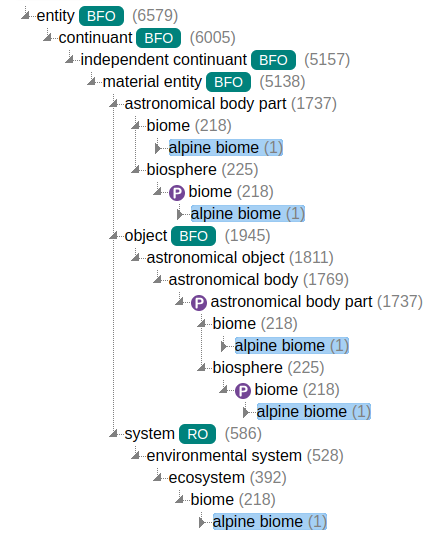 entity BFO (6579)
continuant BFO (6005)
independent continuant BFO (5157)
material entity BFO (5138)
astronomical body part (1737)
biome (218)
alpine biome (1)
biosphere (225)
P biome (218)
alpine biome (1)
object BFO (1945)
astronomical object (1811)
astronomical body (1769)
P astronomical body part (1737)
biome (218)
alpine biome (1)
biosphere (225)
P biome (218)
alpine biome (1)
system RO (586)
environmental system (528)
ecosystem (392)
biome (218)
alpine biome (1)